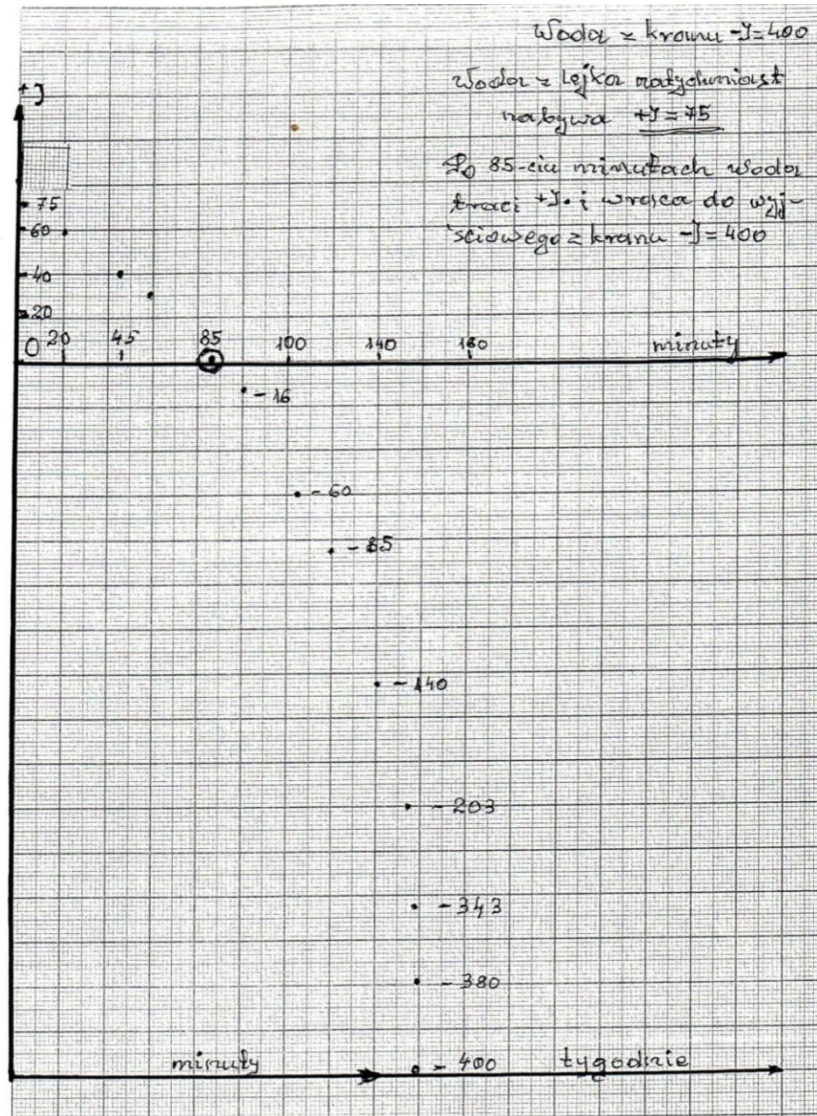 Woda z kranu -J=400
Woda z lejka natychmiast
nabywa +J=75
Po 85-ciu minutach woda
traci +J. i wraca do wyj-
ściowego z kranu -J=400
+J
75
60
40
20
0 20 45 85 100 140 180 minuty
- 16
- 60
- 85
- 140
- 203
- 343
- 380
minuty - 400 tygodnie